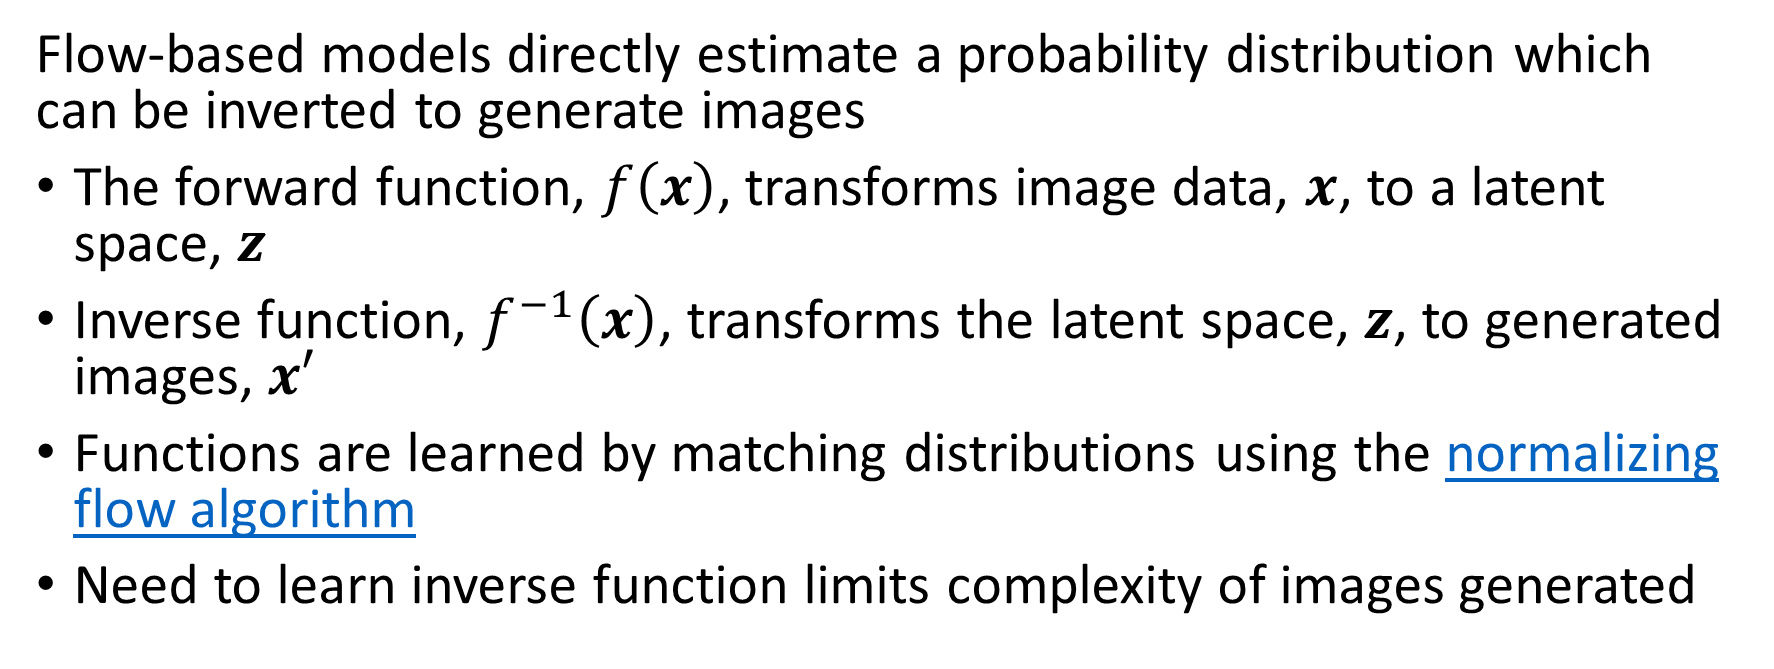 Flow-based models directly estimate a probability distribution which
can be inverted to generate images
• The forward function, f(x), transforms image data, x, to a latent
space, z
• Inverse function, f⁻¹(x), transforms the latent space, z, to generated
images, x′
• Functions are learned by matching distributions using the normalizing
flow algorithm
• Need to learn inverse function limits complexity of images generated